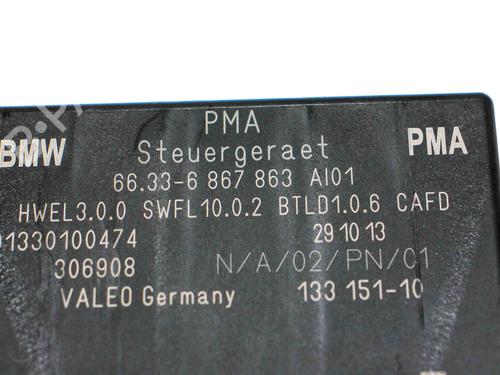 PMA
BMW Steuergeraet PMA
66.33-6 867 863 AI01
HWEL3.0.0 SWFL10.0.2 BTLD1.0.6 CAFD
01330100474 29 10 13
306908 N/A/02/PN/01
VALEO Germany 133 151-10